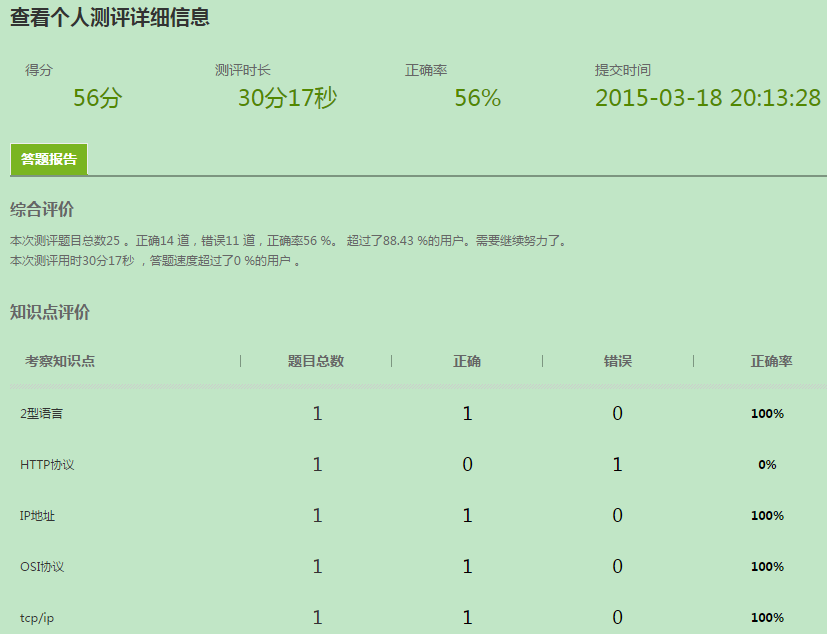 查看个人测评详细信息
得分 测评时长 正确率 提交时间
56分 30分17秒 56% 2015-03-18 20:13:28
答题报告
综合评价
本次测评题目总数25 。正确14 道，错误11 道，正确率56 %。 超过了88.43 %的用户。需要继续努力了。
本次测评用时30分17秒 ，答题速度超过了0 %的用户 。
知识点评价
考察知识点 题目总数 正确 错误 正确率
2型语言 1 1 0 100%
HTTP协议 1 0 1 0%
IP地址 1 1 0 100%
OSI协议 1 1 0 100%
tcp/ip 1 1 0 100%